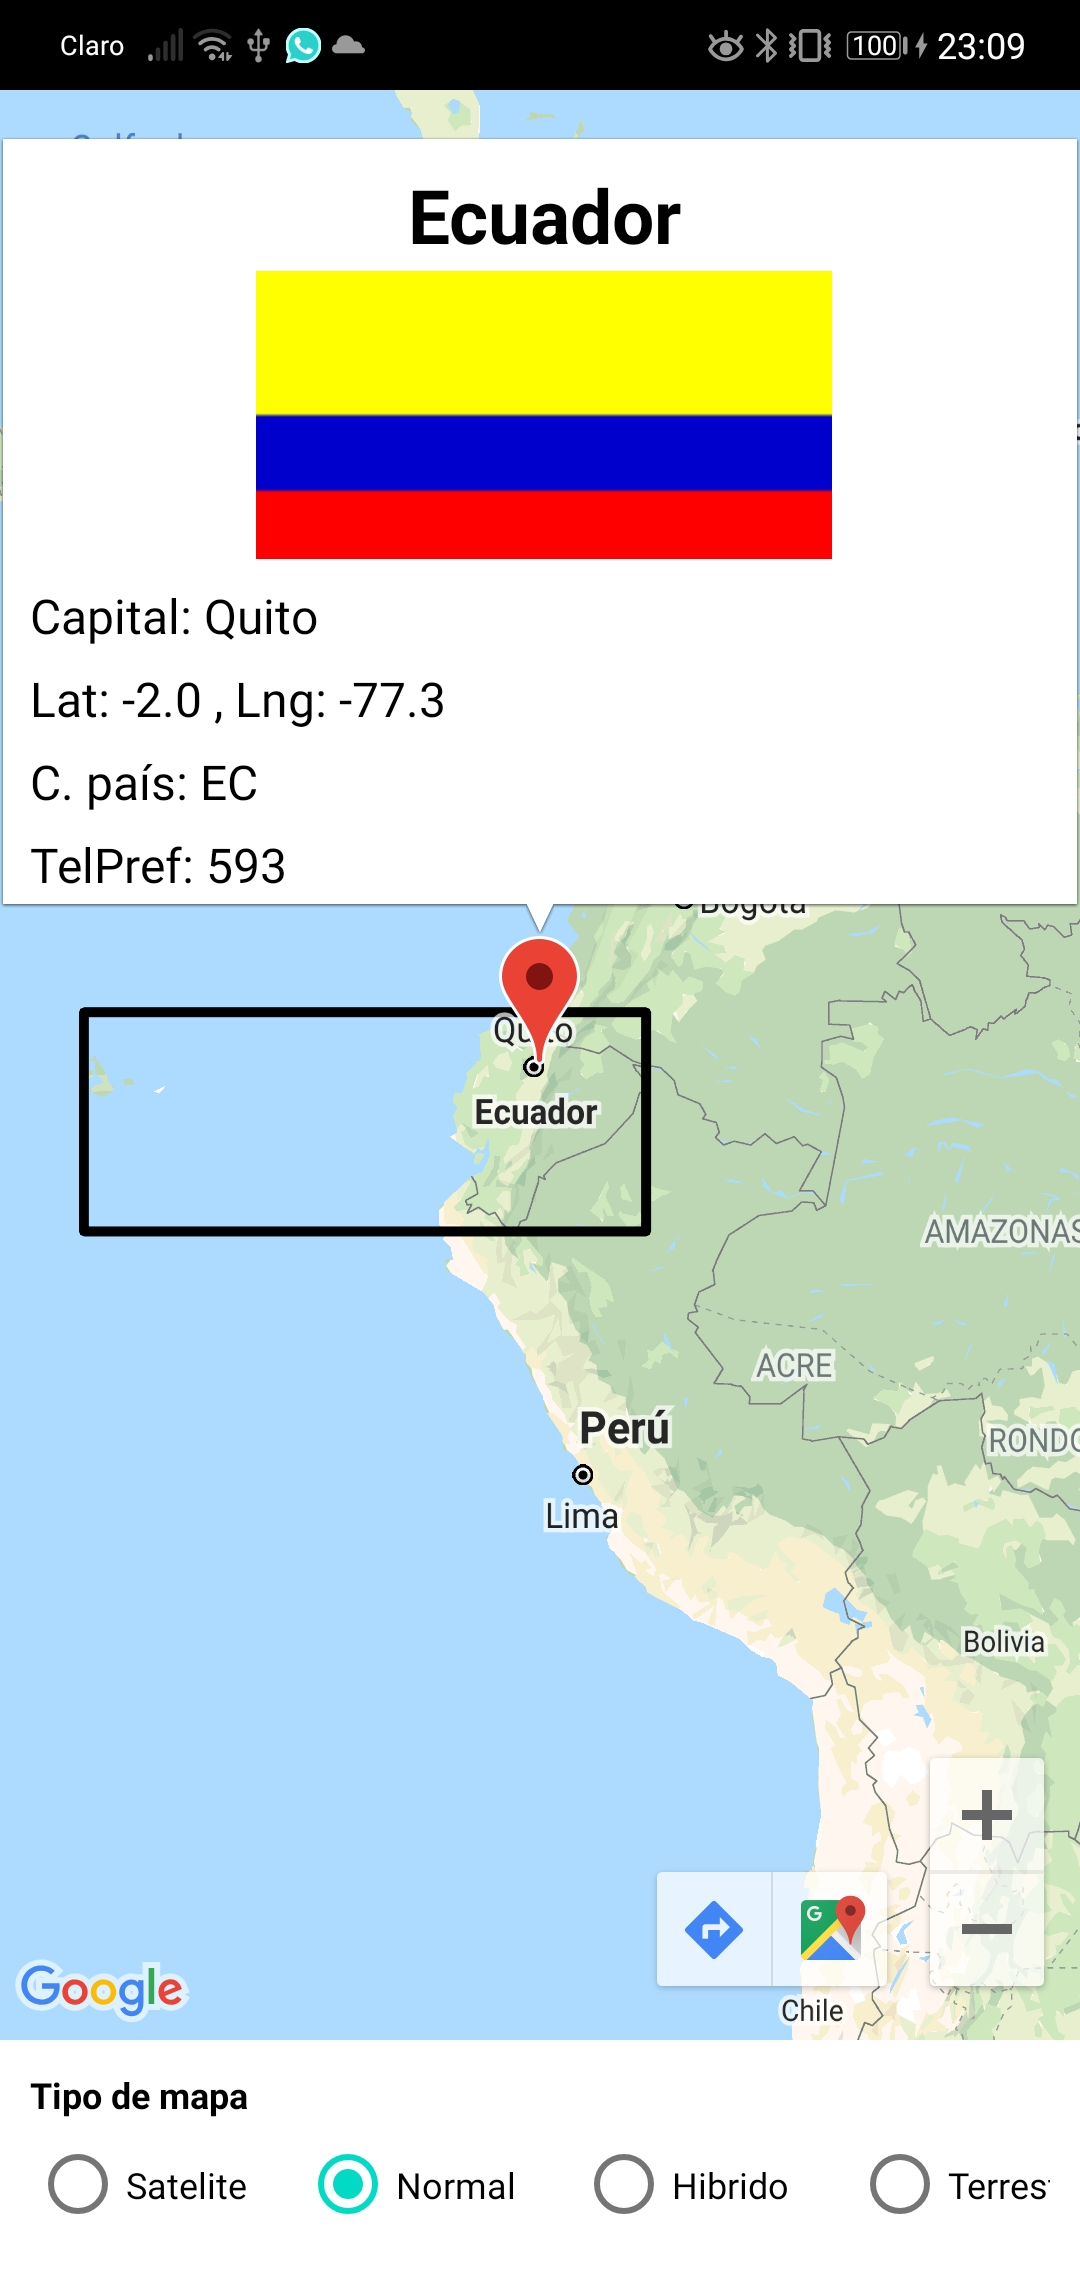 Claro 100 23:09
Ecuador
Capital: Quito
Lat: -2.0 , Lng: -77.3
C. país: EC
TelPref: 593
Bogotá
Quito
Ecuador
AMAZONAS
ACRE
RONDO
Perú
Lima
Bolivia
G
Google
Chile
Tipo de mapa
Satelite Normal Hibrido Terres